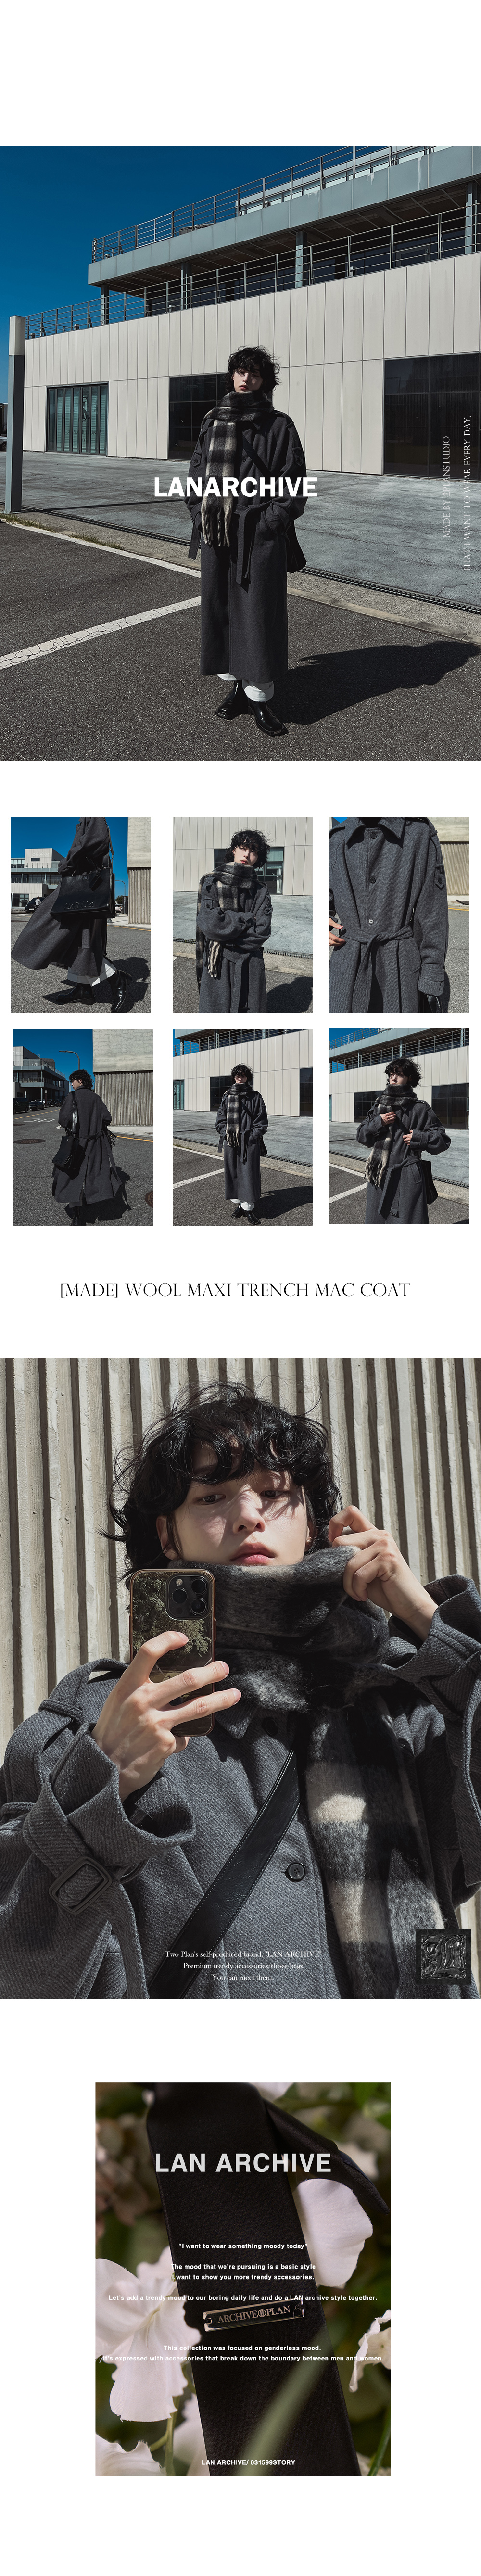 LANARCHIVE
MADE BY 2PLANSTUDIO
THAT I WANT TO WEAR EVERY DAY,
[MADE] WOOL MAXI TRENCH MAC COAT
Two Plan's self-produced brand, "LAN ARCHIVE"
Premium trendy accessories shoes bags
You can meet them.
LAN ARCHIVE
"I want to wear something moody today"
The mood that we're pursuing is a basic style
I want to show you more trendy accessories.
Let's add a trendy mood to our boring daily life and do a LAN archive style together.
ARCHIVE PLAN
This collection was focused on genderless mood.
It's expressed with accessories that break down the boundary between men and women.
LAN ARCHIVE/ 031599STORY